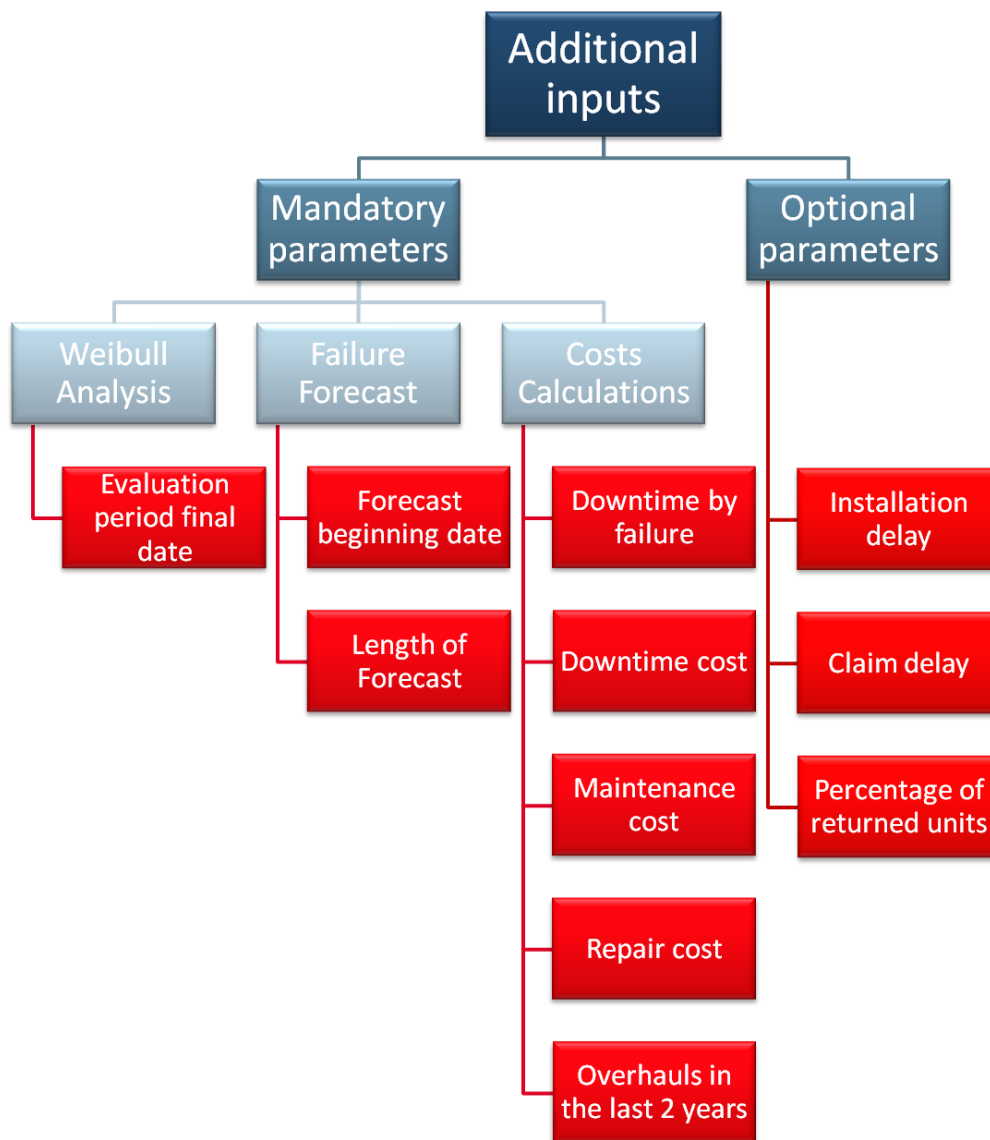 Additional
inputs
Mandatory
parameters
Optional
parameters
Weibull
Analysis
Failure
Forecast
Costs
Calculations
Evaluation
period final
date
Forecast
beginning date
Length of
Forecast
Downtime by
failure
Downtime cost
Maintenance
cost
Repair cost
Overhauls in
the last 2 years
Installation
delay
Claim delay
Percentage of
returned units